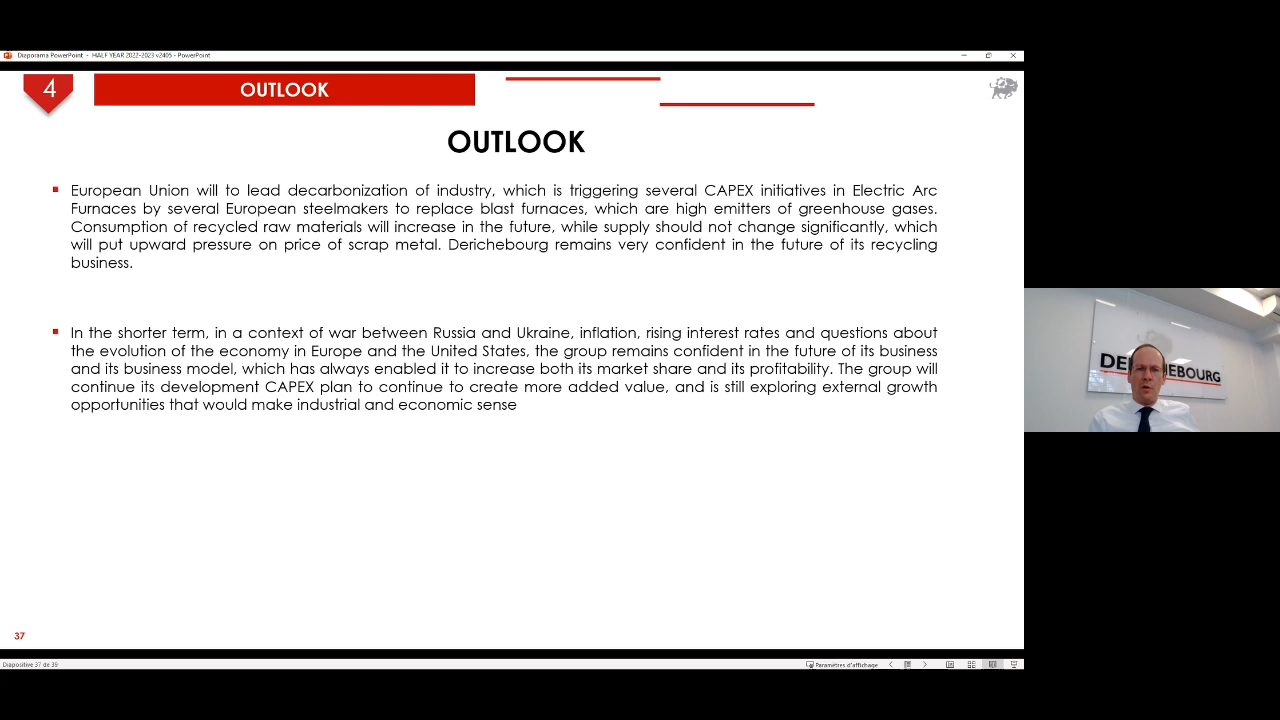 Diaporama PowerPoint - HALF YEAR 2022-2023 v2405 - PowerPoint
4
OUTLOOK
OUTLOOK
European Union will to lead decarbonization of industry, which is triggering several CAPEX initiatives in Electric Arc
Furnaces by several European steelmakers to replace blast furnaces, which are high emitters of greenhouse gases.
Consumption of recycled raw materials will increase in the future, while supply should not change significantly, which
will put upward pressure on price of scrap metal. Derichebourg remains very confident in the future of its recycling
business.
In the shorter term, in a context of war between Russia and Ukraine, inflation, rising interest rates and questions about
the evolution of the economy in Europe and the United States, the group remains confident in the future of its business
and its business model, which has always enabled it to increase both its market share and its profitability. The group will
continue its development CAPEX plan to continue to create more added value, and is still exploring external growth
opportunities that would make industrial and economic sense
37
Diapositive 37 de 39
Paramètres d'affichage
DE
HEBOURG